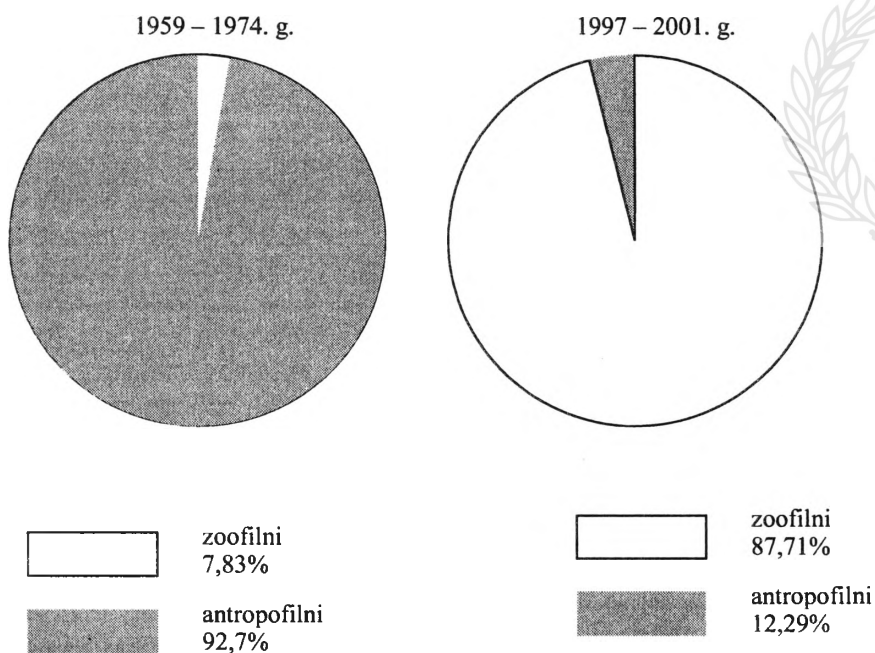 1959 – 1974. g.
zoofilni
7,83%
antropofilni
92,7%
1997 – 2001. g.
zoofilni
87,71%
antropofilni
12,29%